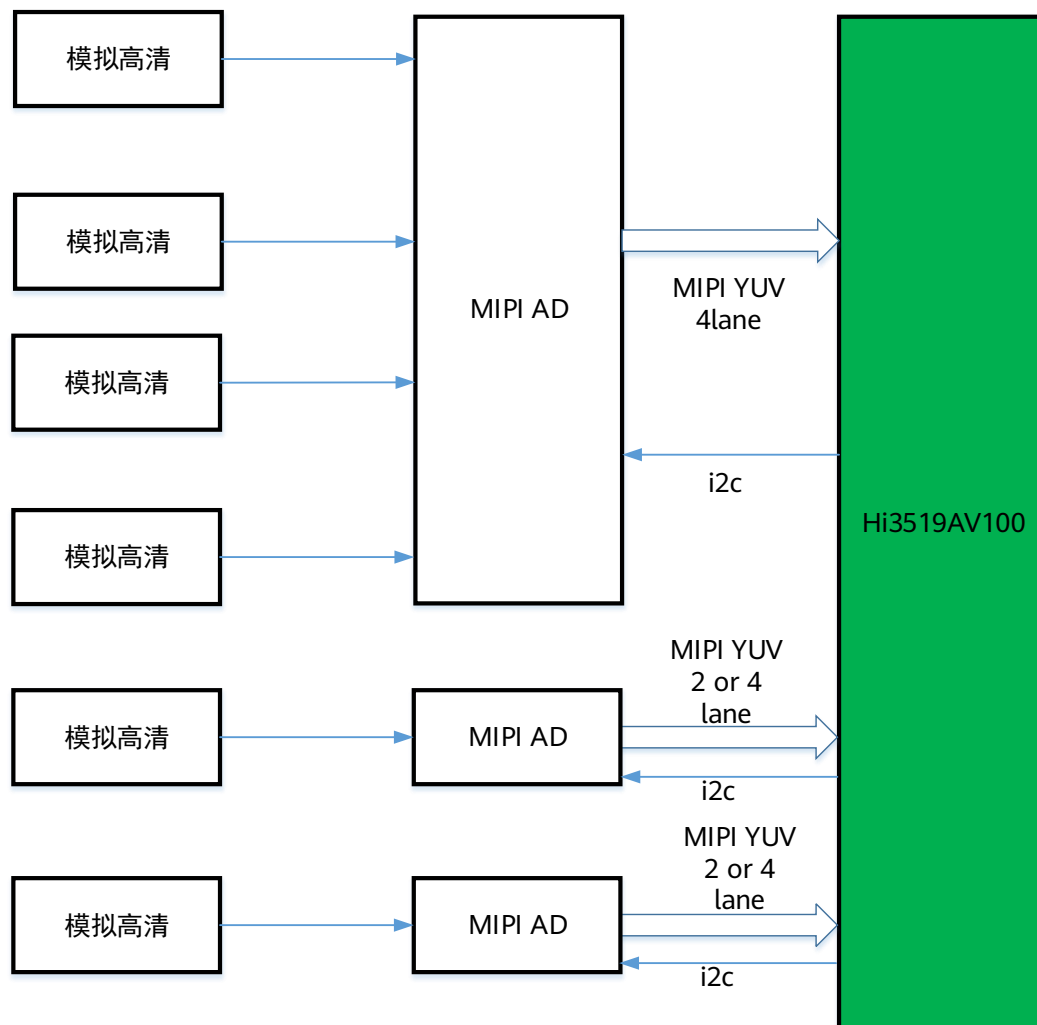 模拟高清
模拟高清
模拟高清
模拟高清
MIPI AD
MIPI YUV
4lane
i2c
Hi3519AV100
模拟高清
MIPI AD
MIPI YUV
2 or 4
lane
i2c
模拟高清
MIPI AD
MIPI YUV
2 or 4
lane
i2c